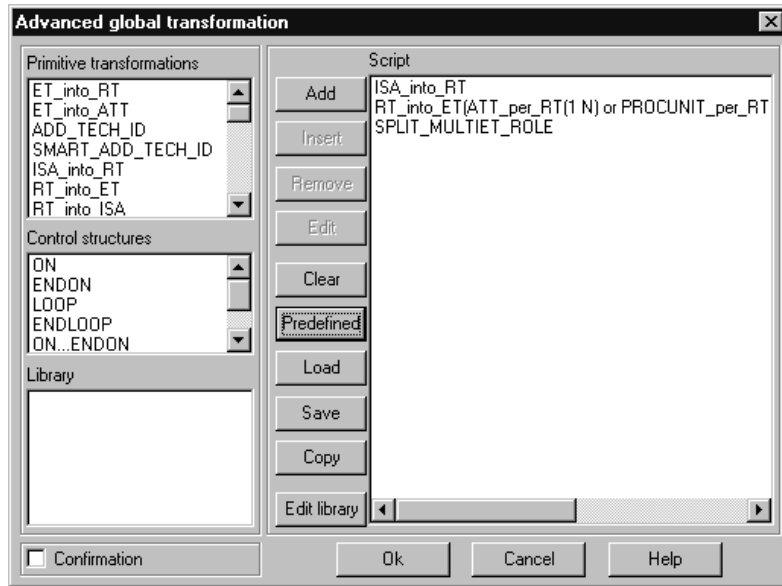 Advanced global transformation
Primitive transformations
ET_into_RT
ET_into_ATT
ADD_TECH_ID
SMART_ADD_TECH_ID
ISA_into_RT
RT_into_ET
RT_into_ISA
Control structures
ON
ENDON
LOOP
ENDLOOP
ON...ENDON
Library
Add
Insert
Remove
Edit
Clear
Predefined
Load
Save
Copy
Edit library
Script
ISA_into_RT
RT_into_ET(ATT_per_RT(1 N) or PROCUNIT_per_RT
SPLIT_MULTIET_ROLE
Confirmation
Ok
Cancel
Help